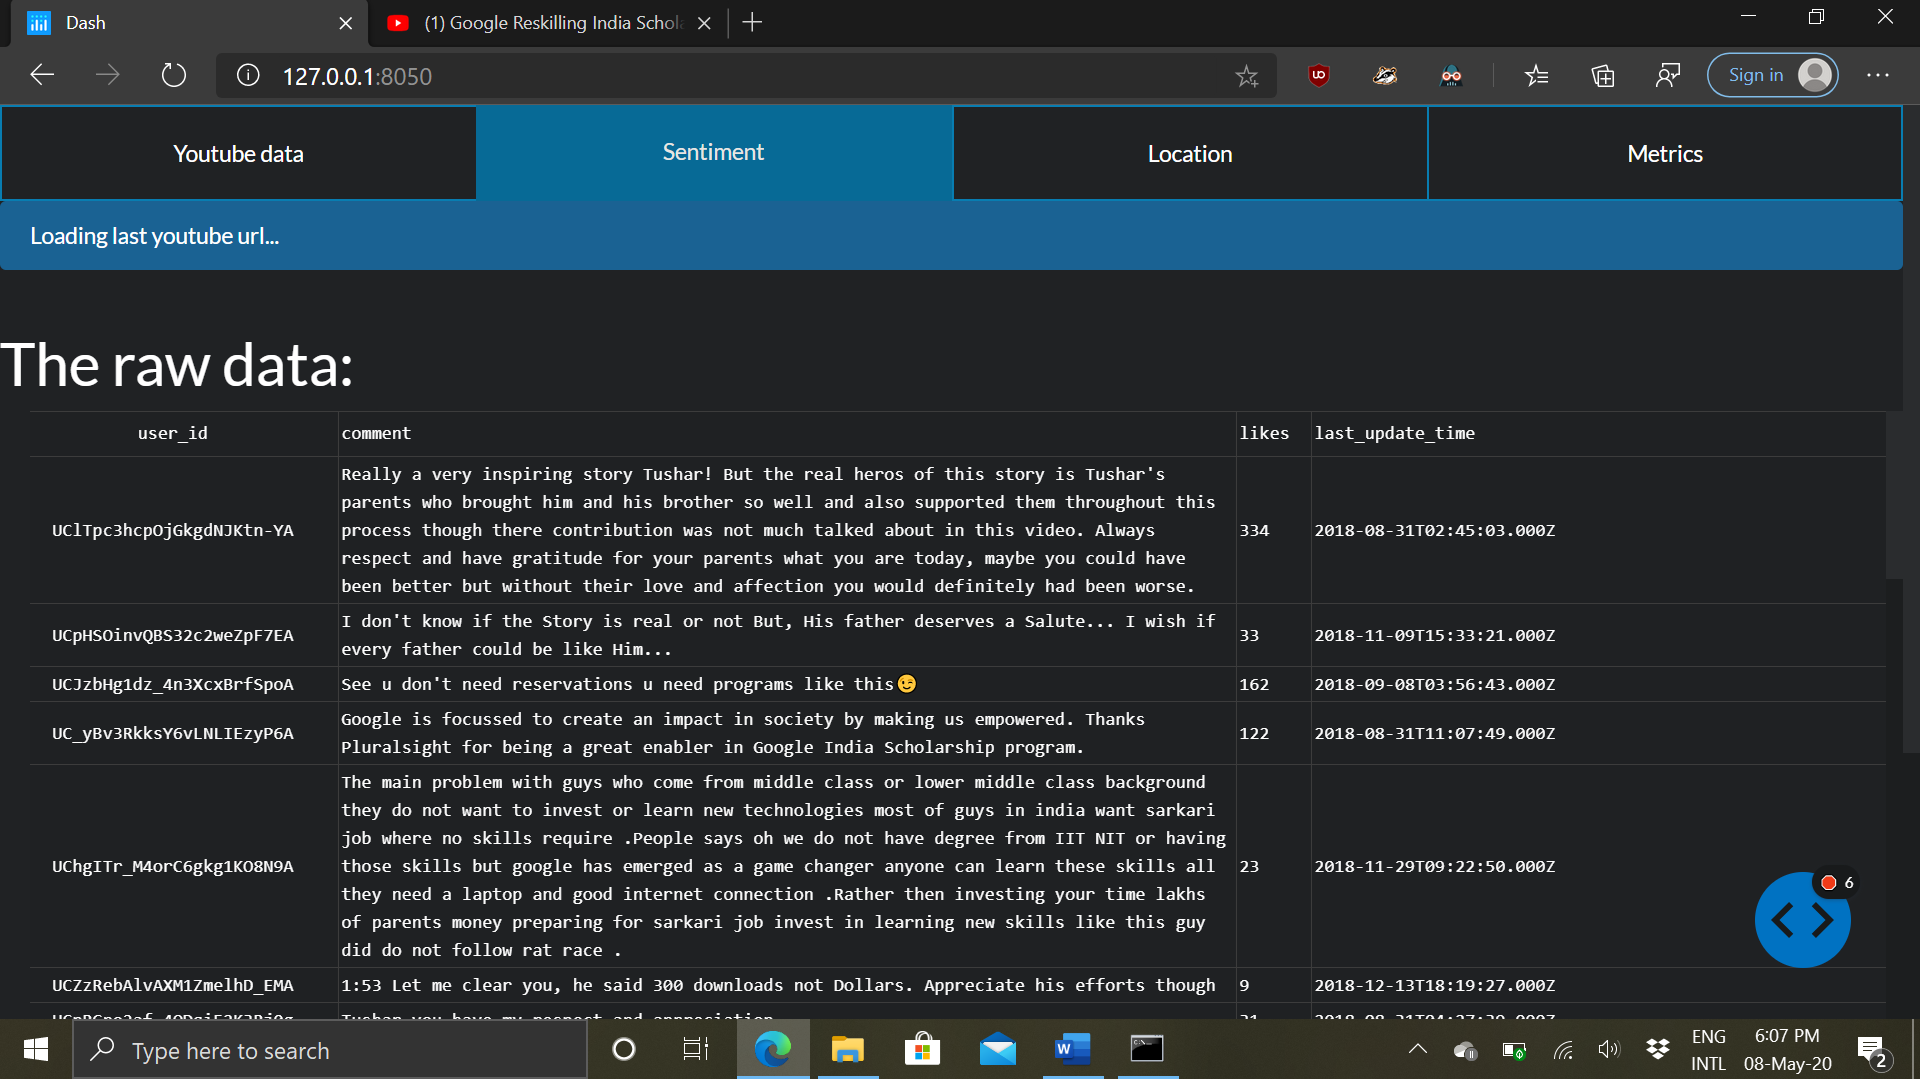 Dash
(1) Google Reskilling India Schol
127.0.0.1:8050
Sign in
Youtube data
Sentiment
Location
Metrics
Loading last youtube url...
The raw data:
user_id comment likes last_update_time
Really a very inspiring story Tushar! But the real heros of this story is Tushar's
parents who brought him and his brother so well and also supported them throughout this
UClTpc3hcpOjGkgdNJKtn-YA process though there contribution was not much talked about in this video. Always 334 2018-08-31T02:45:03.000Z
respect and have gratitude for your parents what you are today, maybe you could have
been better but without their love and affection you would definitely had been worse.
I don't know if the Story is real or not But, His father deserves a Salute... I wish if
UCpHSOinvQBS32c2weZpF7EA 33 2018-11-09T15:33:21.000Z
every father could be like Him...
UCJzbHg1dz_4n3XcxBrfSpoA See u don't need reservations u need programs like this😉 162 2018-09-08T03:56:43.000Z
Google is focussed to create an impact in society by making us empowered. Thanks
UC_yBv3RkksY6vLNLIEzyP6A 122 2018-08-31T11:07:49.000Z
Pluralsight for being a great enabler in Google India Scholarship program.
The main problem with guys who come from middle class or lower middle class background
they do not want to invest or learn new technologies most of guys in india want sarkari
job where no skills require .People says oh we do not have degree from IIT NIT or having
UChgITr_M4orC6gkg1KO8N9A those skills but google has emerged as a game changer anyone can learn these skills all 23 2018-11-29T09:22:50.000Z
they need a laptop and good internet connection .Rather then investing your time lakhs
of parents money preparing for sarkari job invest in learning new skills like this guy
did do not follow rat race .
UCZzRebAlvAXM1ZmelhD_EMA 1:53 Let me clear you, he said 300 downloads not Dollars. Appreciate his efforts though 9 2018-12-13T18:19:27.000Z
Tushar you have my respect and appreciation
6
Type here to search
ENG
INTL
6:07 PM
08-May-20
2